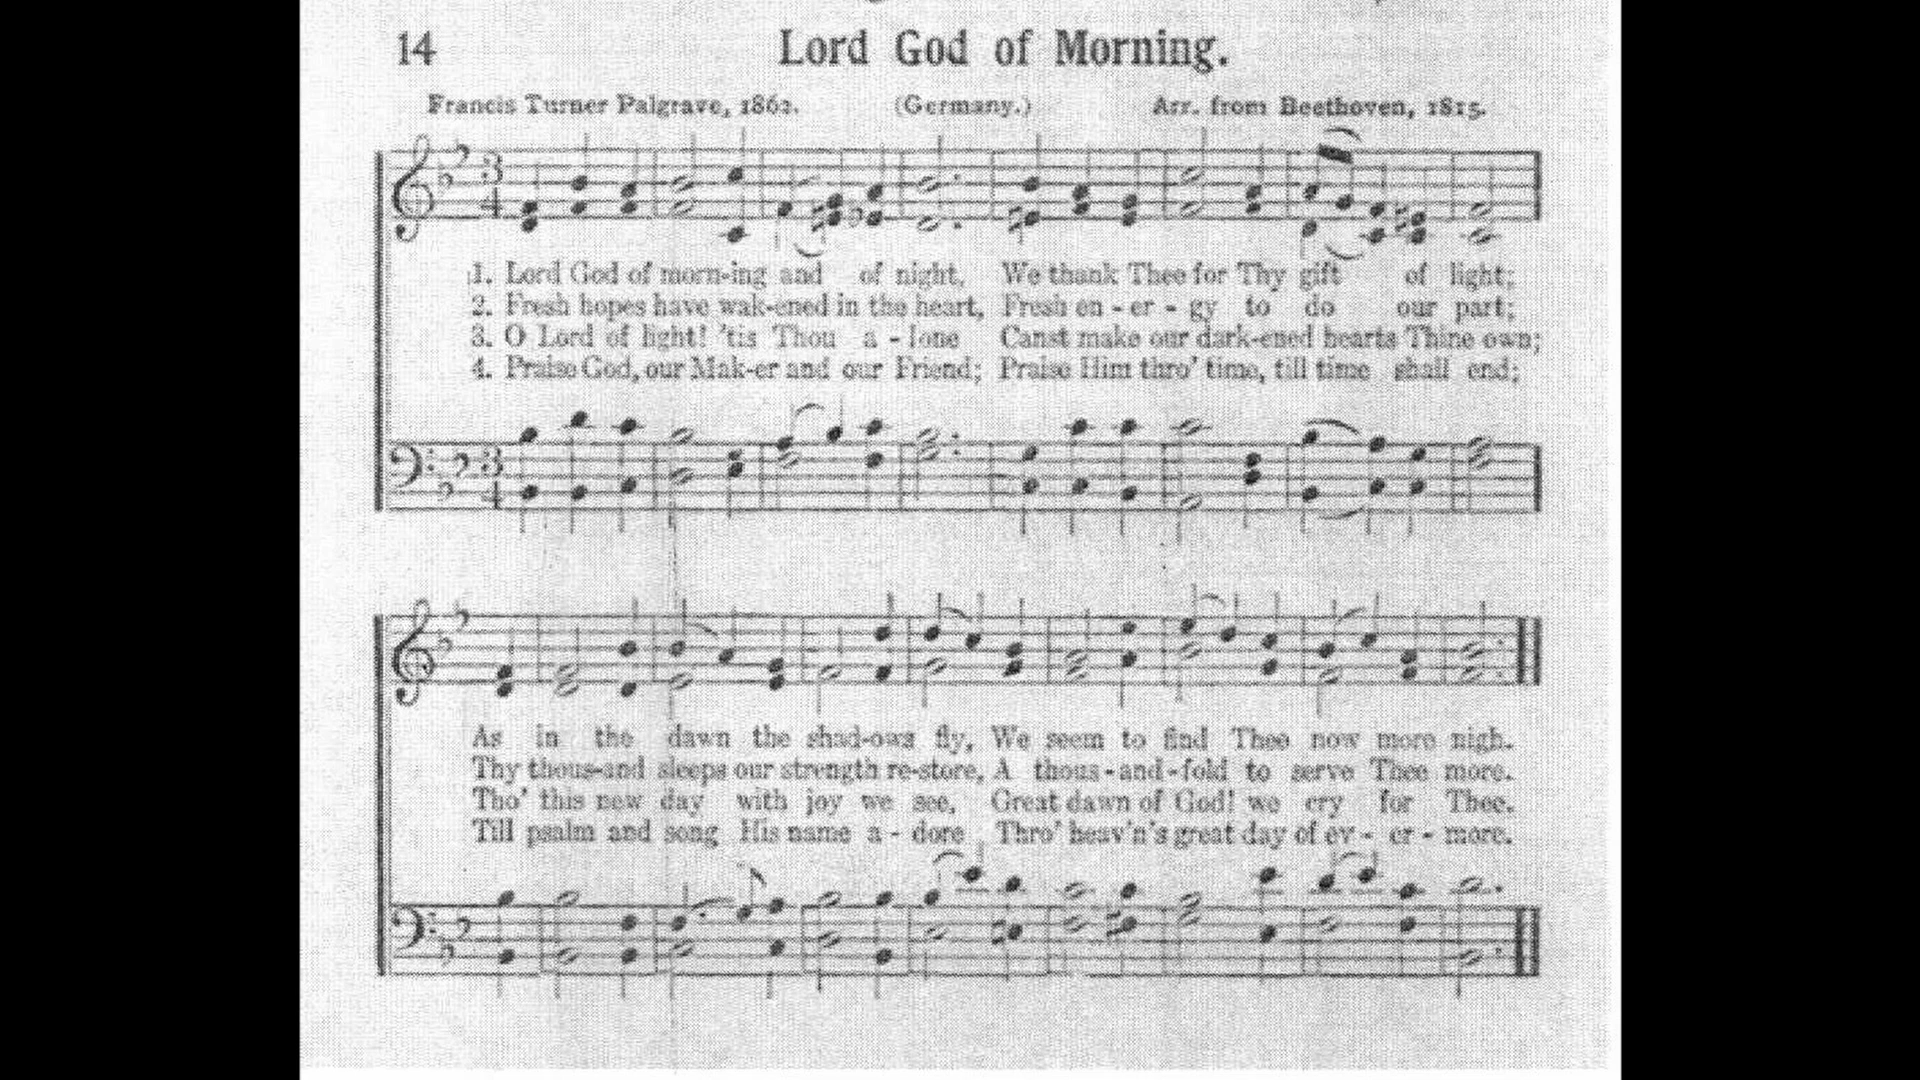 14
Lord God of Morning.
Francis Turner Palgrave, 1862. (Germany.) Arr. from Beethoven, 1815.
1. Lord God of morn-ing and of night, We thank Thee for Thy gift of light;
2. Fresh hopes have wak-ened in the heart, Fresh en - er - gy to do our part;
3. O Lord of light! 'tis Thou a - lone Canst make our dark-ened hearts Thine own;
4. Praise God, our Mak-er and our Friend; Praise Him thro' time, till time shall end;
As in the dawn the shad-ows fly, We seem to find Thee now more nigh.
Thy thous-and sleeps our strength re-store, A thous-and-fold to serve Thee more.
Tho' this new day with joy we see, Great dawn of God! we cry for Thee.
Till psalm and song His name a - dore Thro' heav'n's great day of ev - er - more.